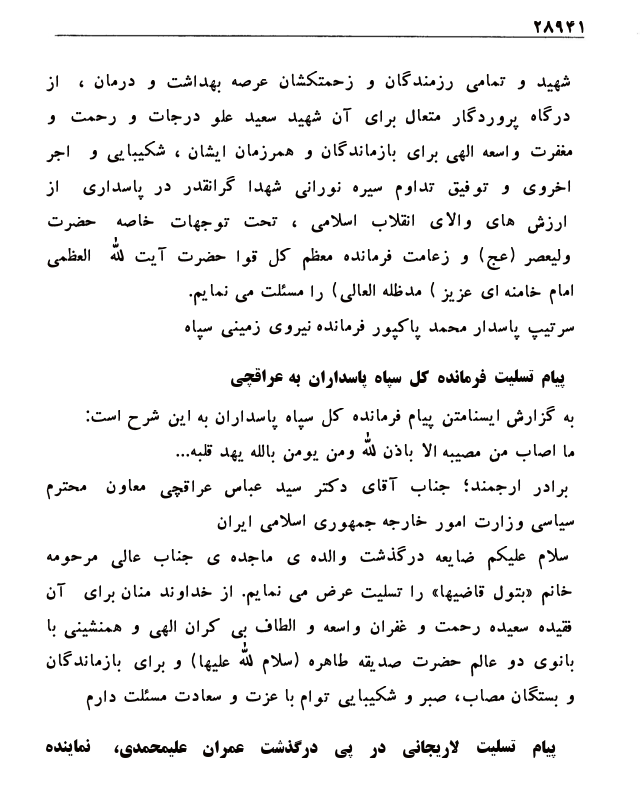 ۲۸۹۴۱
شهید و تمامی رزمندگان و زحمتکشان عرصه بهداشت و درمان ، از
درگاه پروردگار متعال برای آن شهید سعید علو درجات و رحمت و
مغفرت واسعه الهی برای بازماندگان و همرزمان ایشان ، شکیبایی و اجر
اخروی و توفیق تداوم سیره نورانی شهدا گرانقدر در پاسداری از
ارزش های والای انقلاب اسلامی ، تحت توجهات خاصه حضرت
ولیعصر (عج) و زعامت فرمانده معظم کل قوا حضرت آیت لله العظمی
امام خامنه ای عزیز ) مدظله العالی) را مسئلت می نمایم.
سرتیپ پاسدار محمد پاکپور فرمانده نیروی زمینی سپاه
پیام تسلیت فرمانده کل سپاه پاسداران به عراقچی
به گزارش ایسنامتن پیام فرمانده کل سپاه پاسداران به این شرح است:
ما اصاب من مصیبه الا باذن لله ومن یومن بالله یهد قلبه...
برادر ارجمند؛ جناب آقای دکتر سید عباس عراقچی معاون محترم
سیاسی وزارت امور خارجه جمهوری اسلامی ایران
سلام علیکم ضایعه درگذشت والده ی ماجده ی جناب عالی مرحومه
خانم «بتول قاضیها» را تسلیت عرض می نمایم. از خداوند منان برای آن
فقیده سعیده رحمت و غفران واسعه و الطاف بی کران الهی و همنشینی با
بانوی دو عالم حضرت صدیقه طاهره (سلام لله علیها) و برای بازماندگان
و بستگان مصاب، صبر و شکیبایی توام با عزت و سعادت مسئلت دارم
پیام تسلیت لاریجانی در پی درگذشت عمران علیمحمدی، نماینده